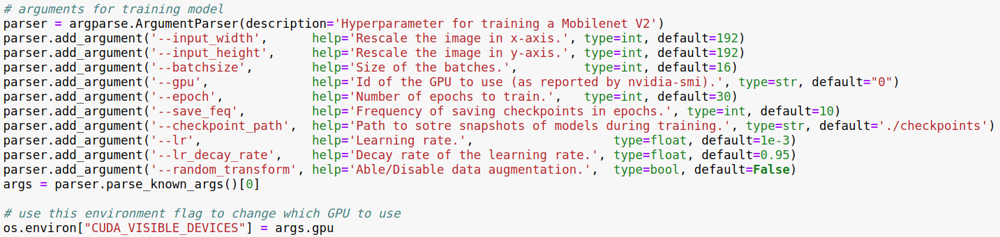 # arguments for training model
parser = argparse.ArgumentParser(description='Hyperparameter for training a Mobilenet V2')
parser.add_argument('--input_width',      help='Rescale the image in x-axis.', type=int, default=192)
parser.add_argument('--input_height',     help='Rescale the image in y-axis.', type=int, default=192)
parser.add_argument('--batchsize',        help='Size of the batches.',         type=int, default=16)
parser.add_argument('--gpu',              help='Id of the GPU to use (as reported by nvidia-smi).', type=str, default="0")
parser.add_argument('--epoch',            help='Number of epochs to train.',   type=int, default=30)
parser.add_argument('--save_feq',         help='Frequency of saving checkpoints in epochs.', type=int, default=10)
parser.add_argument('--checkpoint_path',  help='Path to sotre snapshots of models during training.', type=str, default='./checkpoints')
parser.add_argument('--lr',               help='Learning rate.',                   type=float, default=1e-3)
parser.add_argument('--lr_decay_rate',    help='Decay rate of the learning rate.', type=float, default=0.95)
parser.add_argument('--random_transform', help='Able/Disable data augmentation.',  type=bool, default=False)
args = parser.parse_known_args()[0]

# use this environment flag to change which GPU to use
os.environ["CUDA_VISIBLE_DEVICES"] = args.gpu